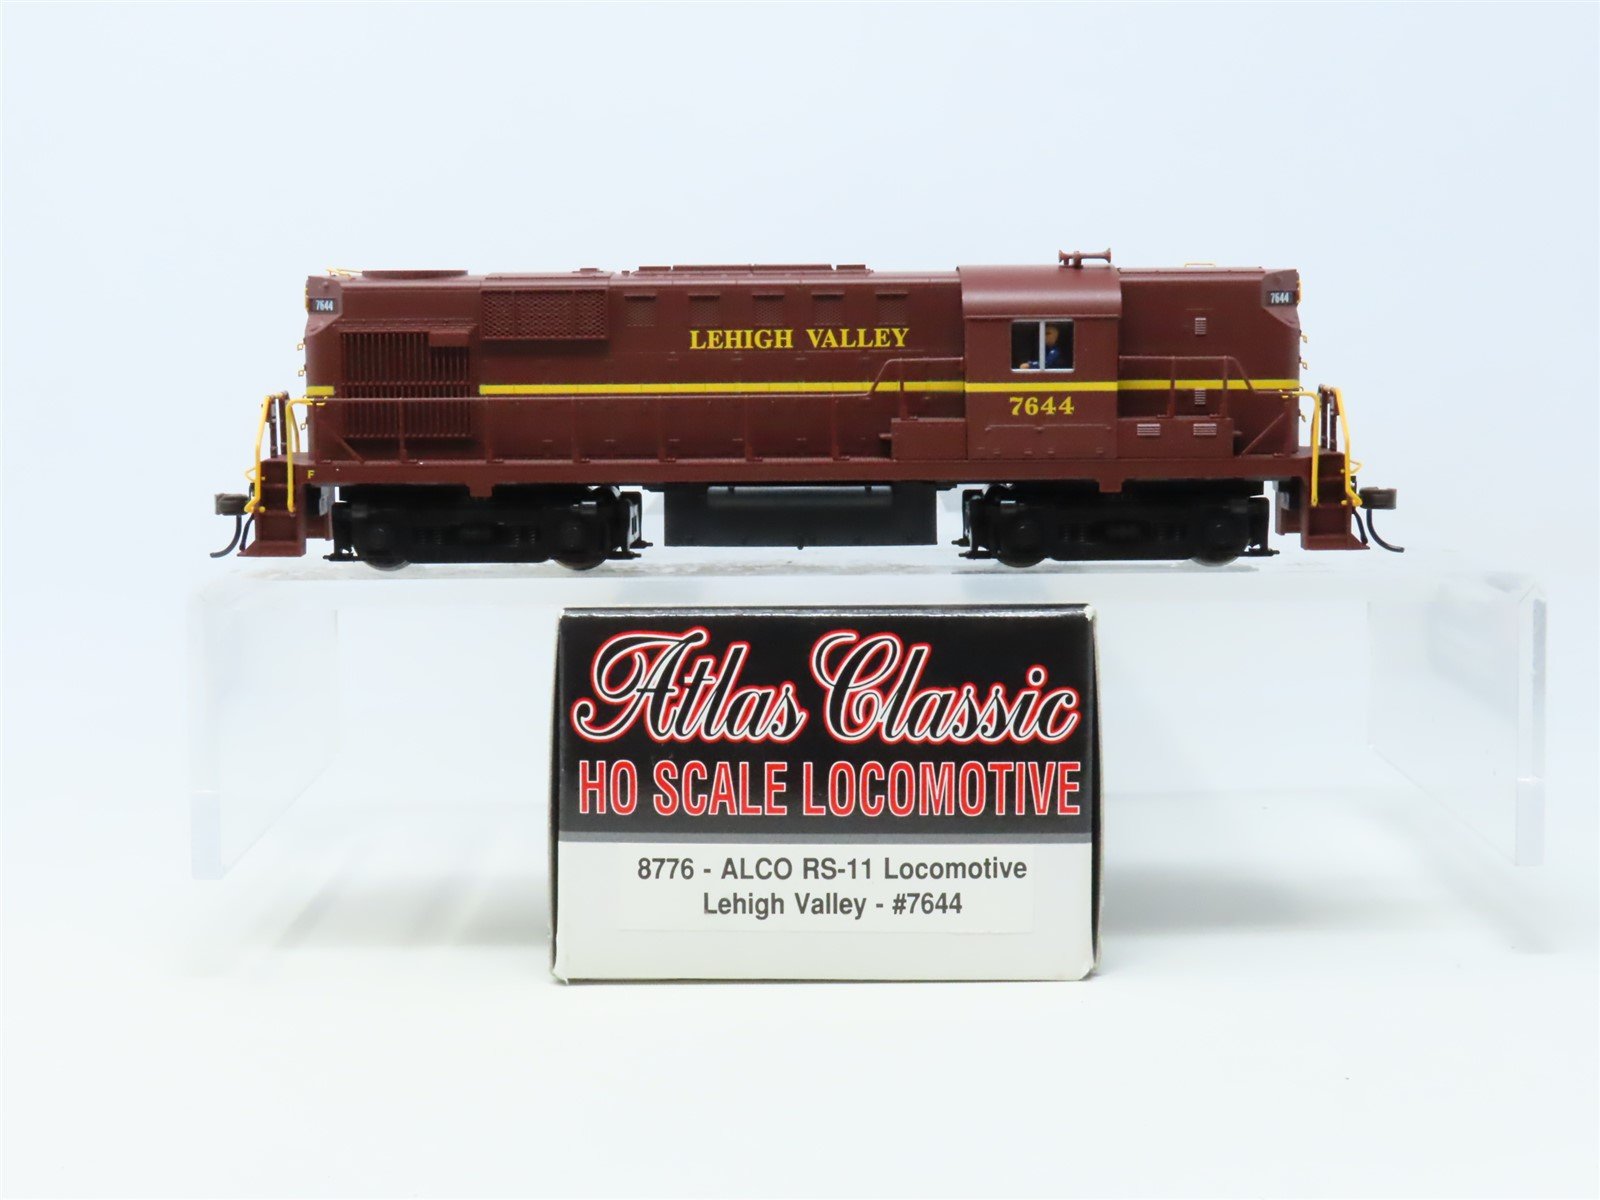 7644
7644
LEHIGH VALLEY
7644
F
Atlas Classic
HO SCALE LOCOMOTIVE
8776 - ALCO RS-11 Locomotive
Lehigh Valley - #7644